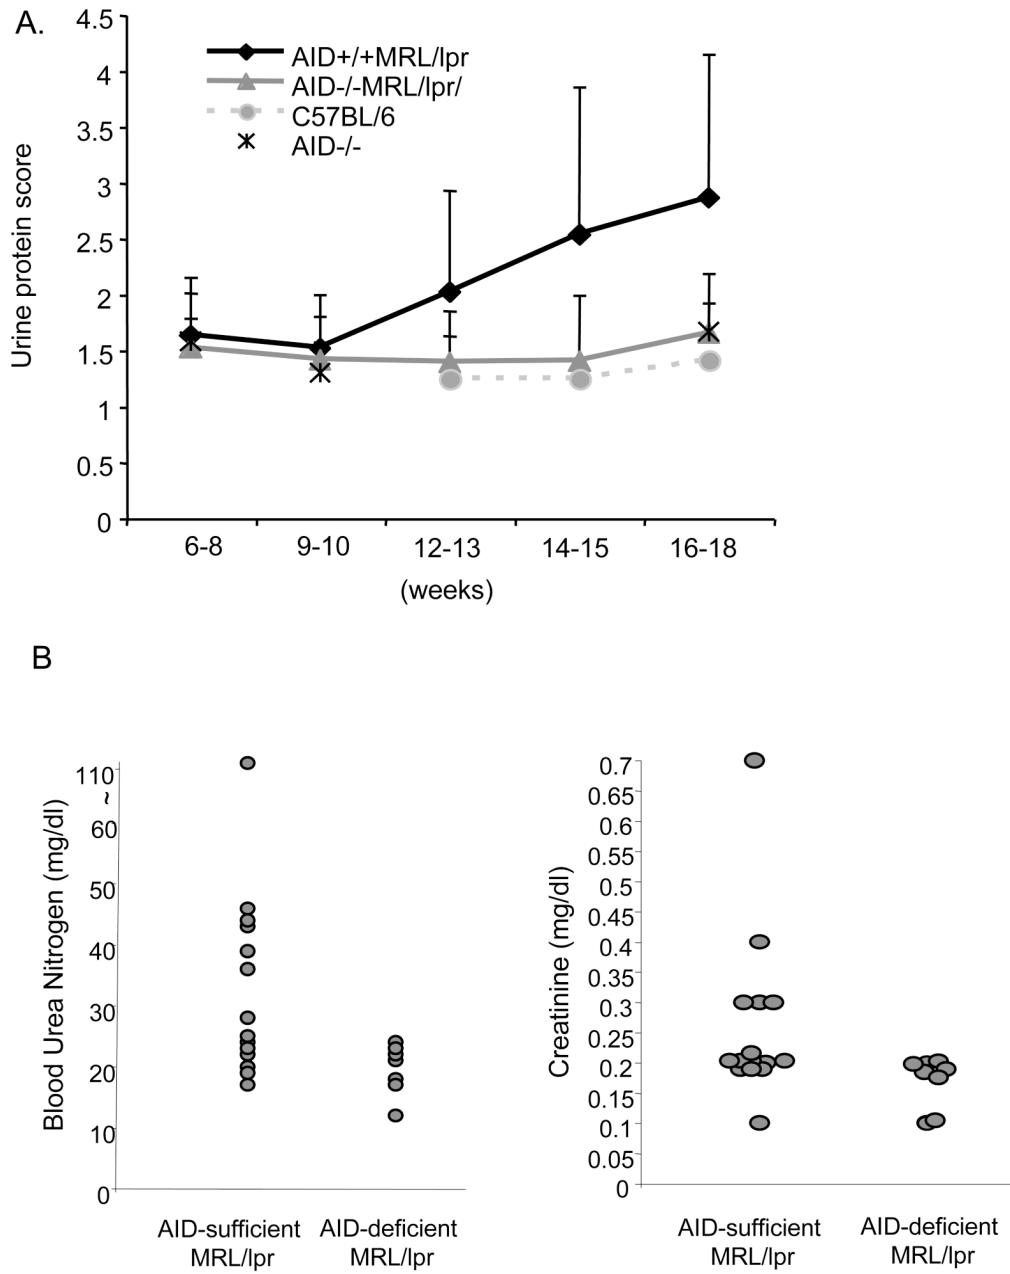 A.
4.5
4
3.5
3
2.5
2
1.5
1
0.5
0
Urine protein score
AID+/+MRL/lpr
AID-/-MRL/lpr/
C57BL/6
AID-/-
6-8 9-10 12-13 14-15 16-18
(weeks)
B
Blood Urea Nitrogen (mg/dl)
110
~
60
50
40
30
20
10
0
AID-sufficient AID-deficient
MRL/lpr MRL/lpr
Creatinine (mg/dl)
0.7
0.65
0.6
0.55
0.5
0.45
0.4
0.35
0.3
0.25
0.2
0.15
0.1
0.05
0
AID-sufficient AID-deficient
MRL/lpr MRL/lpr